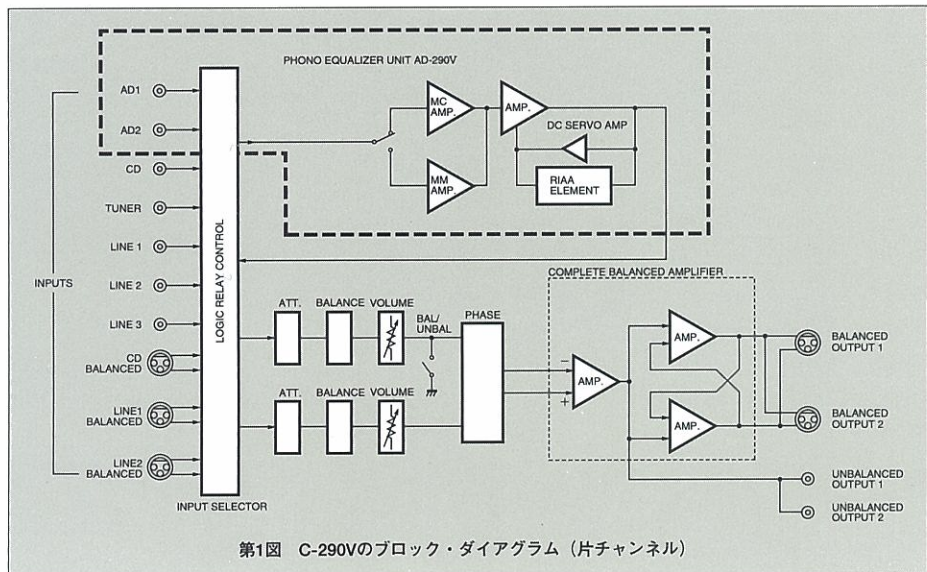 PHONO EQUALIZER UNIT AD-290V
AD1
AD2
CD
TUNER
LINE 1
INPUTS
LINE 2
LINE 3
CD
BALANCED
LINE1
BALANCED
LINE2
BALANCED
LOGIC RELAY CONTROL
INPUT SELECTOR
MC
AMP.
MM
AMP.
AMP.
DC SERVO AMP
RIAA
ELEMENT
ATT.
BALANCE
VOLUME
BAL/
UNBAL
ATT.
BALANCE
VOLUME
PHASE
COMPLETE BALANCED AMPLIFIER
−
+
AMP.
AMP.
AMP.
BALANCED
OUTPUT 1
BALANCED
OUTPUT 2
UNBALANCED
OUTPUT 1
UNBALANCED
OUTPUT 2
第1図 C-290Vのブロック・ダイアグラム（片チャンネル）